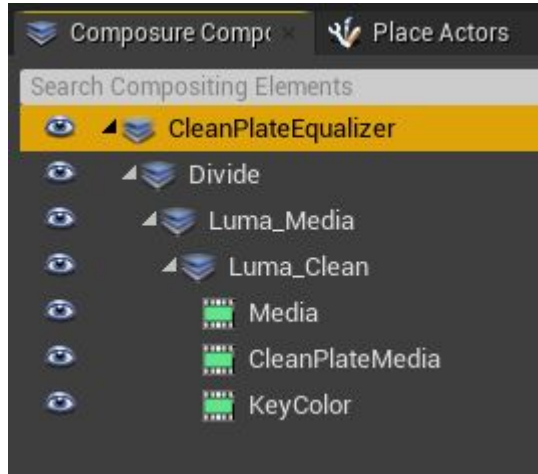 Composure Compo Place Actors
Search Compositing Elements
CleanPlateEqualizer
Divide
Luma_Media
Luma_Clean
Media
CleanPlateMedia
KeyColor